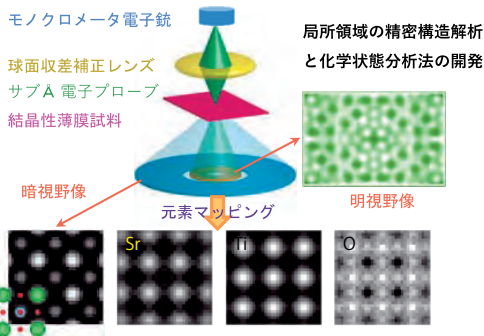 モノクロメータ電子銃
局所領域の精密構造解析
と化学状態分析法の開発
球面収差補正レンズ
サブÅ電子プローブ
結晶性薄膜試料
暗視野像
明視野像
元素マッピング
Sr
Ti
O